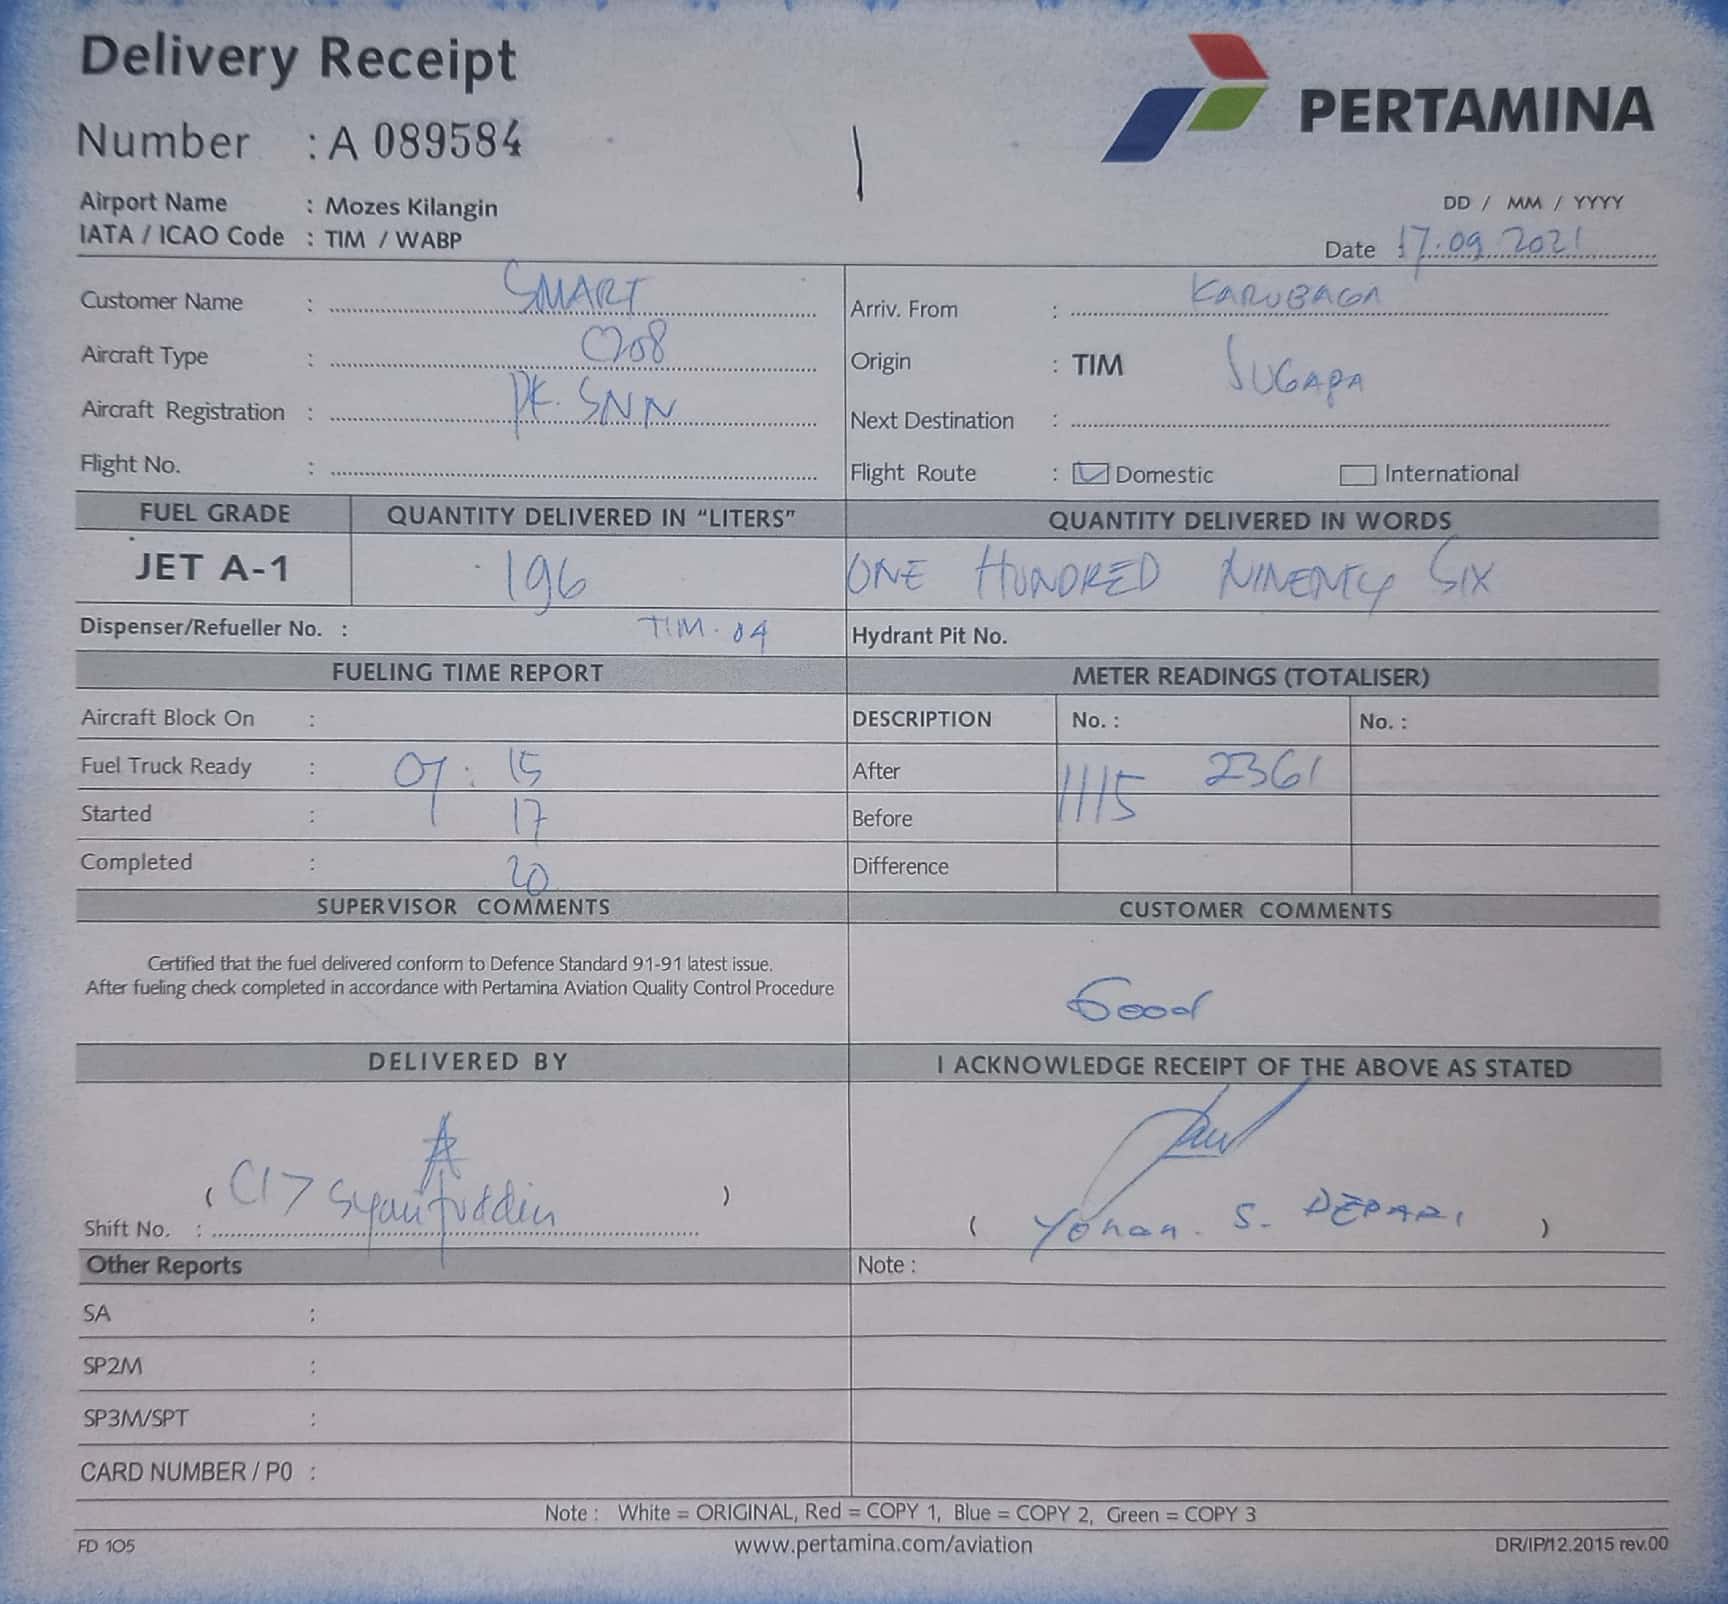 Delivery Receipt
PERTAMINA
Number : A 089584
Airport Name : Mozes Kilangin
IATA / ICAO Code : TIM / WABP
DD / MM / YYYY
Date 17.09.2021
Customer Name : SMART
Arriv. From : KARUBAGA
Aircraft Type : C208
Origin : TIM
Aircraft Registration : PK. SNN
Next Destination : SUGAPA
Flight No. :
Flight Route : Domestic International
FUEL GRADE QUANTITY DELIVERED IN "LITERS" QUANTITY DELIVERED IN WORDS
JET A-1 196 ONE HUNDRED NINENTY SIX
Dispenser/Refueller No. : TIM. 04 Hydrant Pit No.
FUELING TIME REPORT METER READINGS (TOTALISER)
Aircraft Block On : DESCRIPTION No. : No. :
Fuel Truck Ready : 07 : 15 After 1115 2361
Started : 17 Before
Completed : 20 Difference
SUPERVISOR COMMENTS CUSTOMER COMMENTS
Certified that the fuel delivered conform to Defence Standard 91-91 latest issue.
After fueling check completed in accordance with Pertamina Aviation Quality Control Procedure
Good
DELIVERED BY I ACKNOWLEDGE RECEIPT OF THE ABOVE AS STATED
( C17 Syarifuddin )
Shift No. :
( Yohan. S. DEPARI )
Other Reports Note :
SA :
SP2M :
SP3M/SPT :
CARD NUMBER / P0 :
Note : White = ORIGINAL, Red = COPY 1, Blue = COPY 2, Green = COPY 3
FD 105 www.pertamina.com/aviation DR/IP/12.2015 rev.00